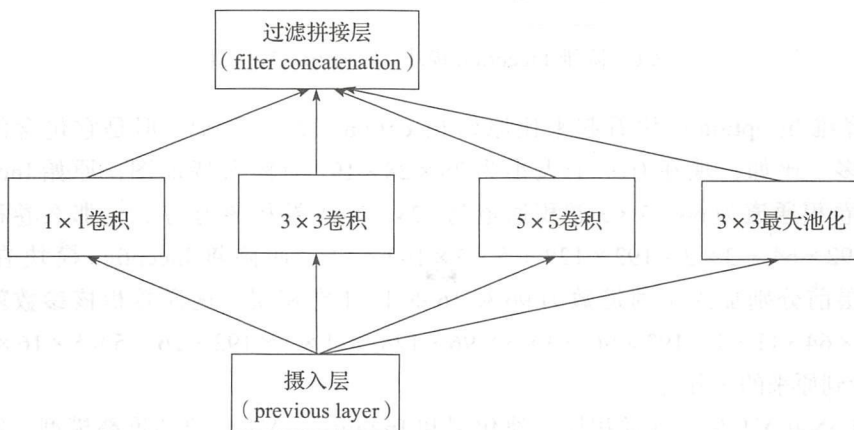 过滤拼接层
(filter concatenation)
1×1卷积
3×3卷积
5×5卷积
3×3最大池化
摄入层
(previous layer)